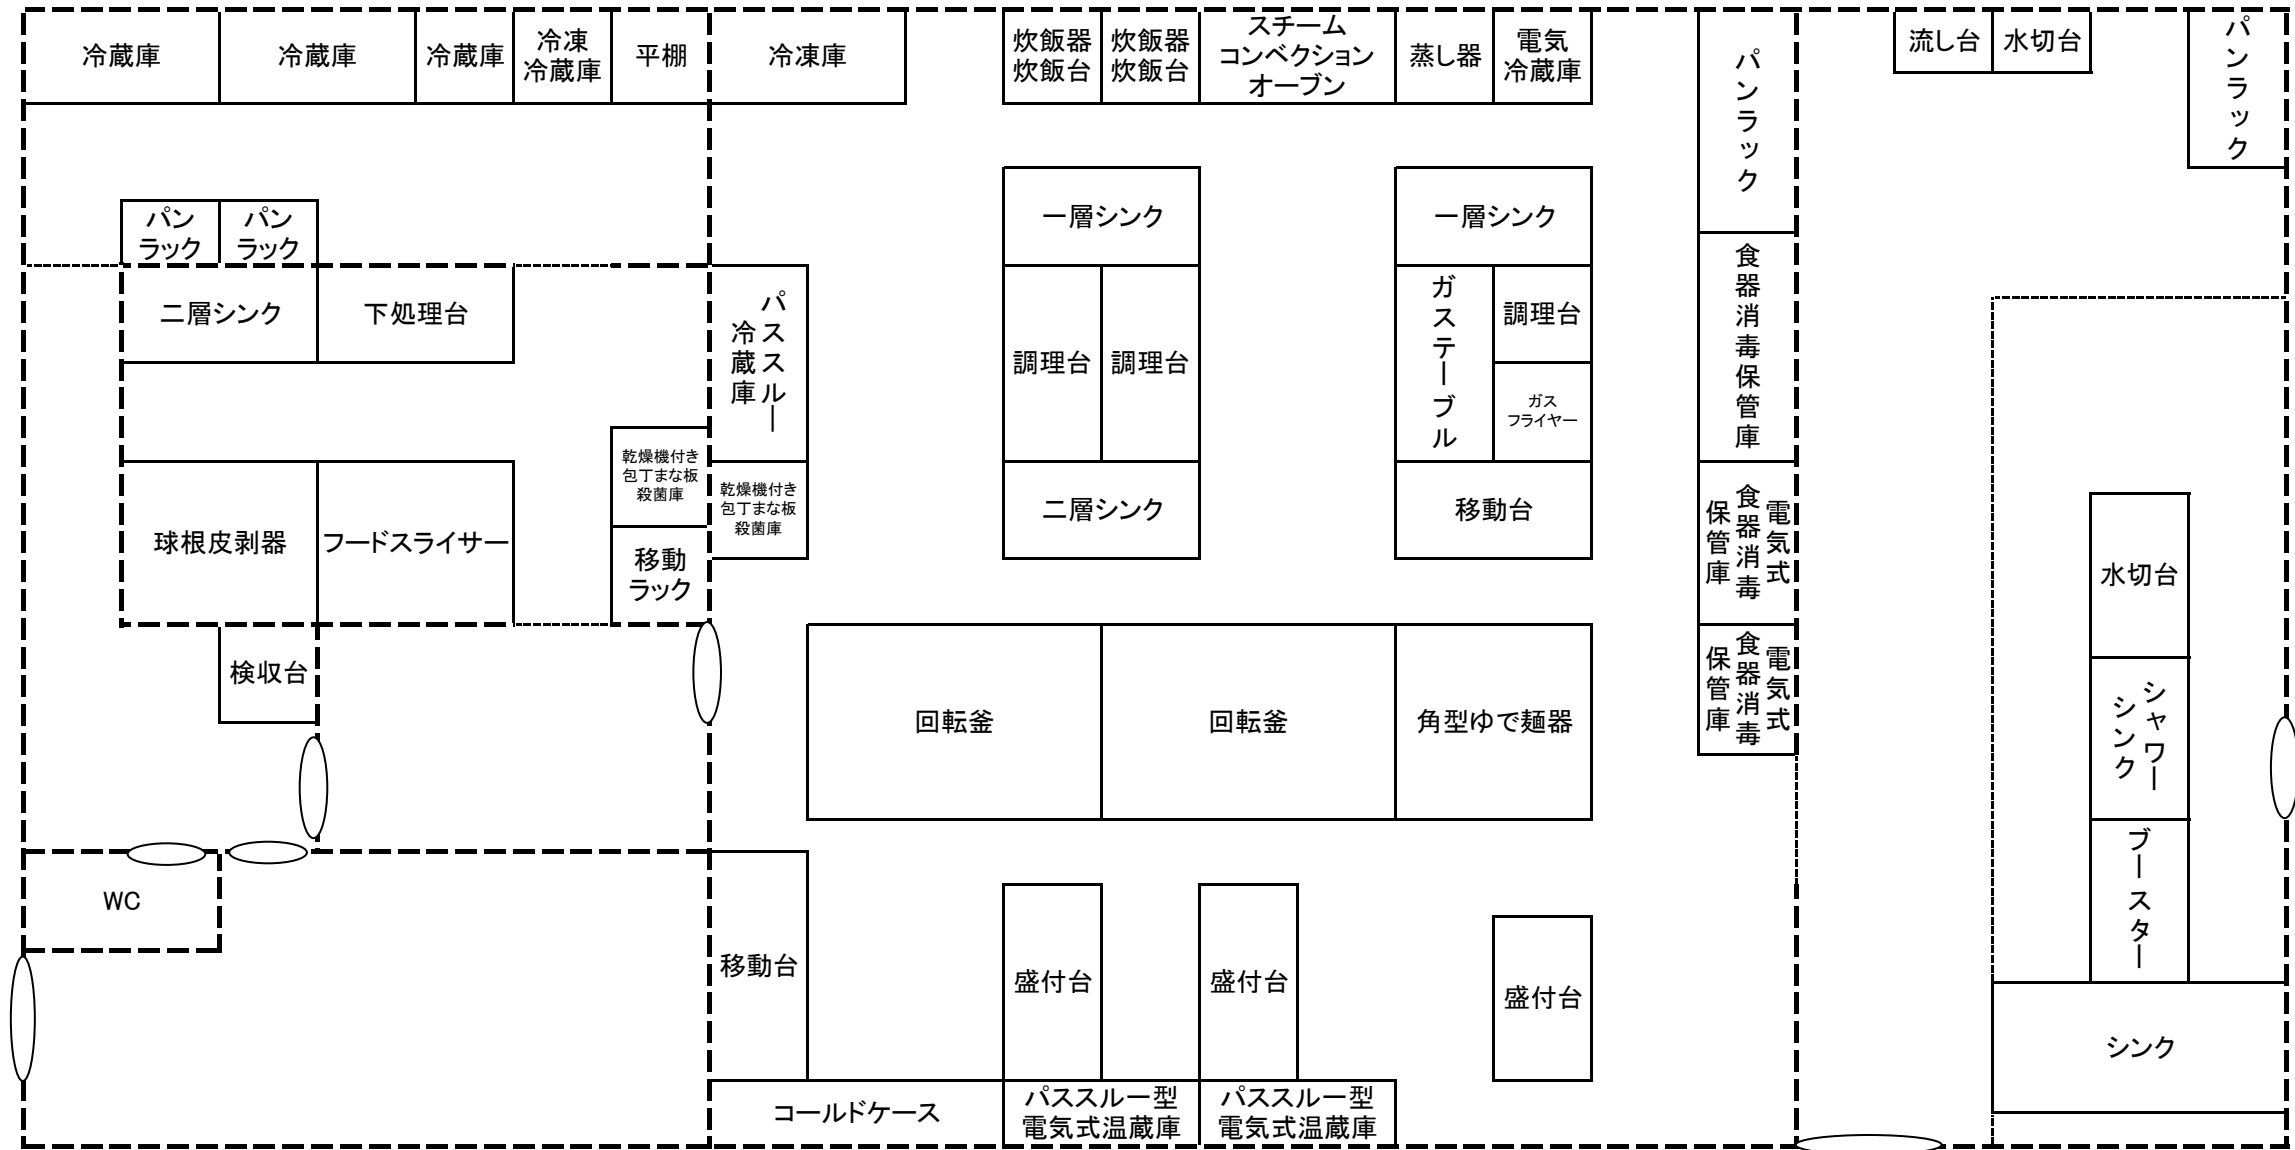 冷蔵庫
冷蔵庫
冷蔵庫
冷凍
冷蔵庫
平棚
冷凍庫
炊飯器
炊飯台
炊飯器
炊飯台
スチーム
コンベクション
オーブン
蒸し器
電気
冷蔵庫
パンラック
流し台
水切台
パンラック
パン
ラック
パン
ラック
一層シンク
一層シンク
二層シンク
下処理台
パススルー
冷蔵庫
調理台
調理台
ガステーブル
調理台
ガス
フライヤー
食器消毒保管庫
乾燥機付き
包丁まな板
殺菌庫
乾燥機付き
包丁まな板
殺菌庫
球根皮剥器
フードスライサー
移動
ラック
二層シンク
移動台
電気式
食器消毒
保管庫
水切台
検収台
回転釜
回転釜
角型ゆで麺器
電気式
食器消毒
保管庫
シャワー
シンク
WC
ブースター
移動台
盛付台
盛付台
盛付台
シンク
コールドケース
パススルー型
電気式温蔵庫
パススルー型
電気式温蔵庫